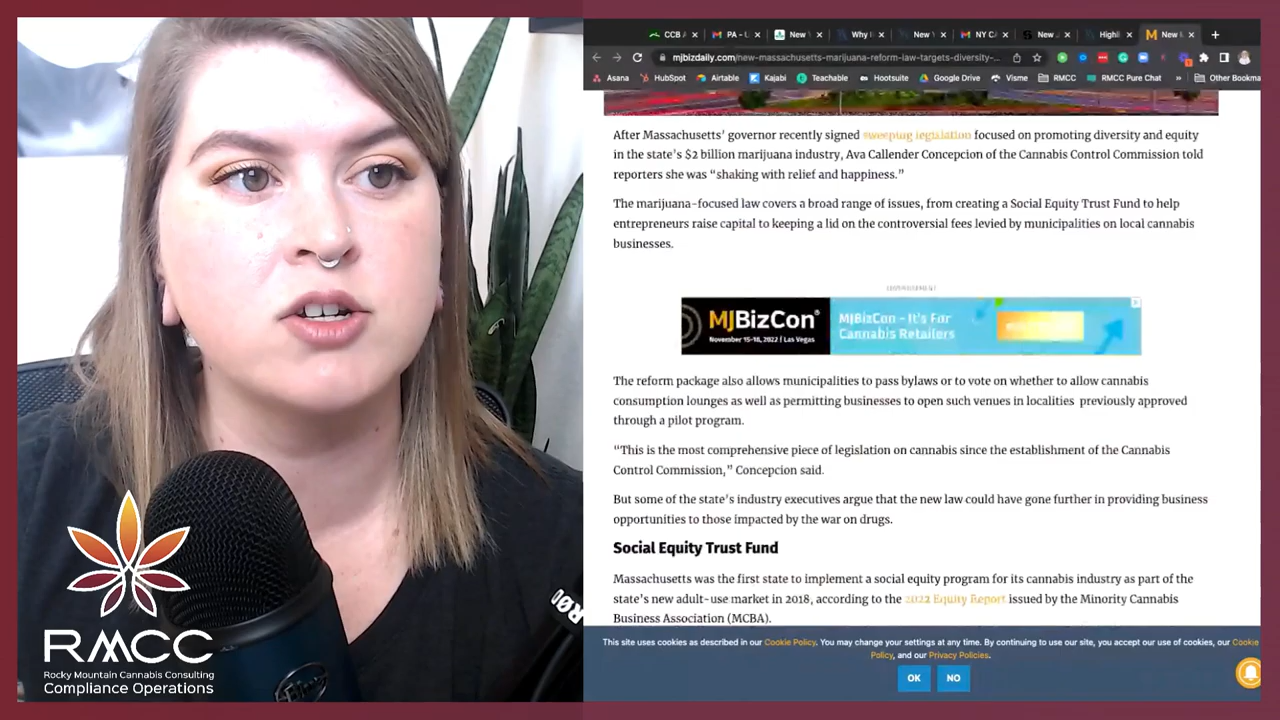 CCB
PA -
New
Why
New
NY C
New
Highli
New M
mjbizdaily.com/new-massachusetts-marijuana-reform-law-targets-diversity-...
Asana
HubSpot
Airtable
Kajabi
Teachable
Hootsuite
Google Drive
Visme
RMCC
RMCC Pure Chat
»
Other Bookma
After Massachusetts’ governor recently signed sweeping legislation focused on promoting diversity and equity
in the state’s $2 billion marijuana industry, Ava Callender Concepcion of the Cannabis Control Commission told
reporters she was “shaking with relief and happiness.”
The marijuana-focused law covers a broad range of issues, from creating a Social Equity Trust Fund to help
entrepreneurs raise capital to keeping a lid on the controversial fees levied by municipalities on local cannabis
businesses.
ADVERTISEMENT
MJBizCon®
November 15-18, 2022 | Las Vegas
MJBizCon – It's For
Cannabis Retailers
The reform package also allows municipalities to pass bylaws or to vote on whether to allow cannabis
consumption lounges as well as permitting businesses to open such venues in localities previously approved
through a pilot program.
“This is the most comprehensive piece of legislation on cannabis since the establishment of the Cannabis
Control Commission,” Concepcion said.
But some of the state’s industry executives argue that the new law could have gone further in providing business
opportunities to those impacted by the war on drugs.
Social Equity Trust Fund
Massachusetts was the first state to implement a social equity program for its cannabis industry as part of the
state’s new adult-use market in 2018, according to the 2022 Equity Report issued by the Minority Cannabis
Business Association (MCBA).
This site uses cookies as described in our Cookie Policy. You may change your settings at any time. By continuing to use our site, you accept our use of cookies, our Cookie
Policy, and our Privacy Policies.
OK
NO
RMCC
Rocky Mountain Cannabis Consulting
Compliance Operations